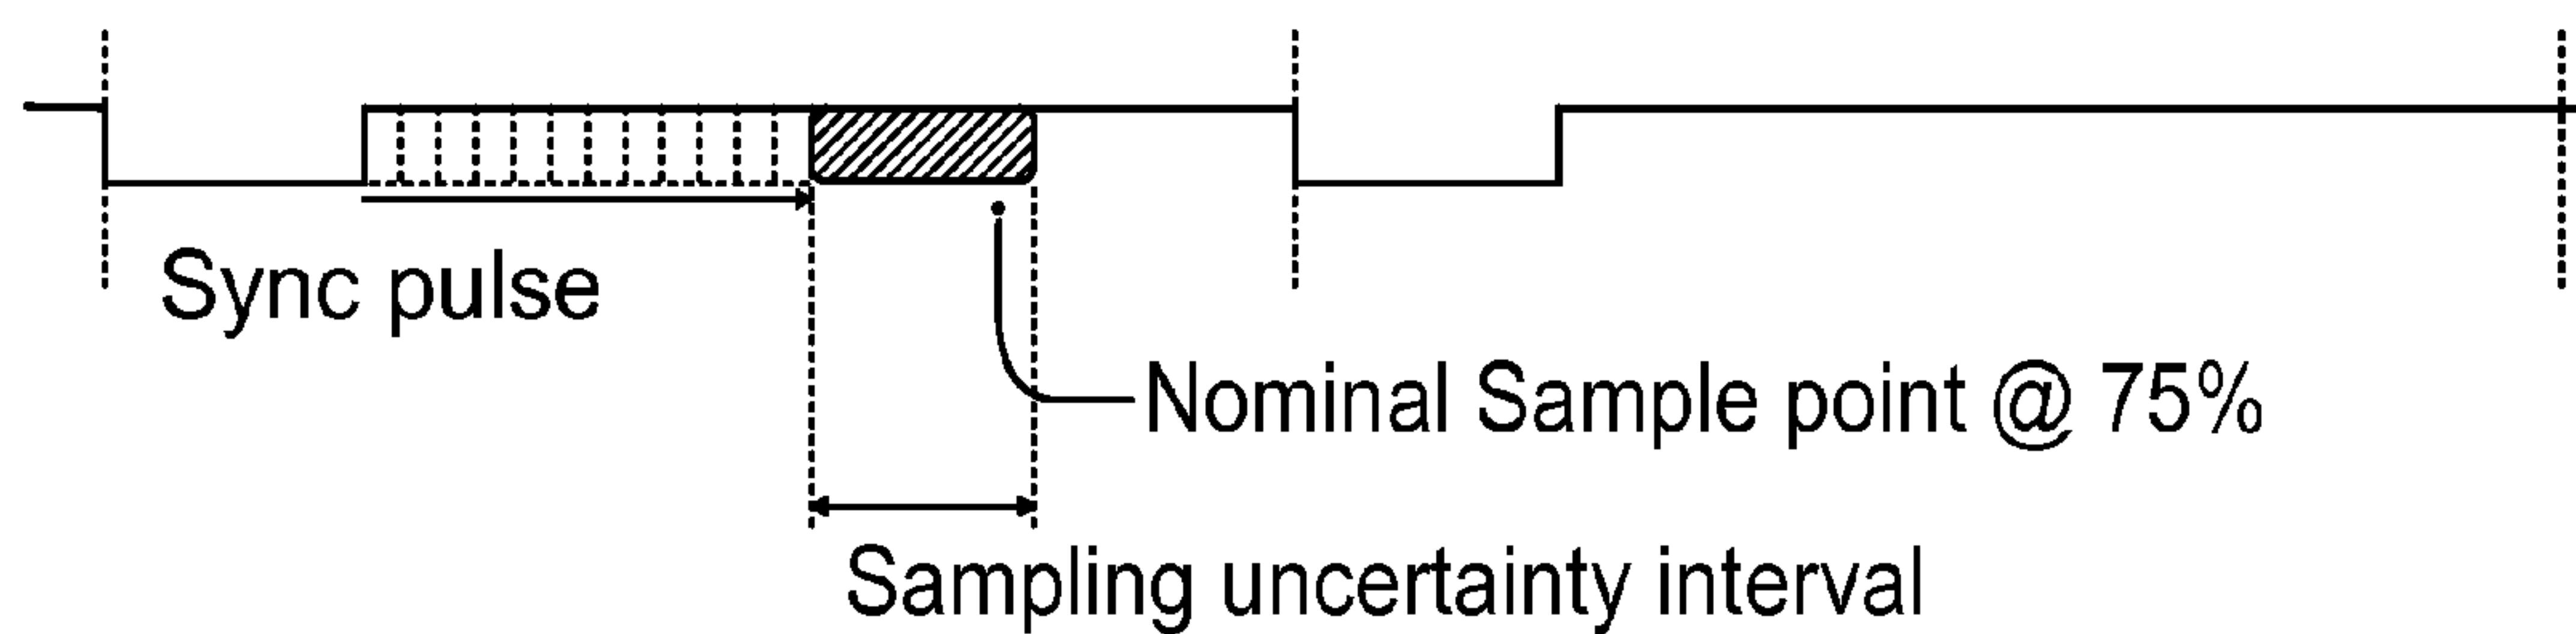 Sync pulse
Nominal Sample point @ 75%
Sampling uncertainty interval